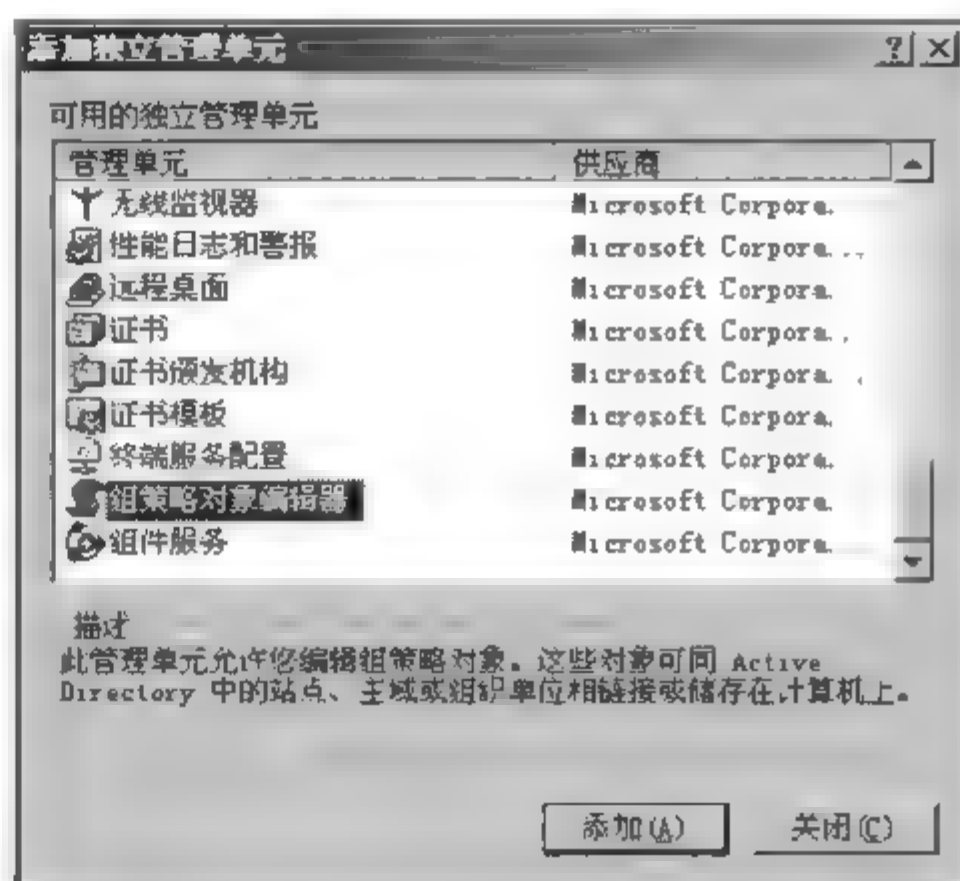 添加独立管理单元
可用的独立管理单元
管理单元 供应商
无线监视器 Microsoft Corpora.
性能日志和警报 Microsoft Corpora...
远程桌面 Microsoft Corpora.
证书 Microsoft Corpora..
证书颁发机构 Microsoft Corpora. .
证书模板 Microsoft Corpora.
终端服务配置 Microsoft Corpora.
组策略对象编辑器 Microsoft Corpora.
组件服务 Microsoft Corpora.
描述
此管理单元允许您编辑组策略对象。这些对象可同 Active
Directory 中的站点、主域或组织单位相链接或储存在计算机上。
添加(A) 关闭(C)